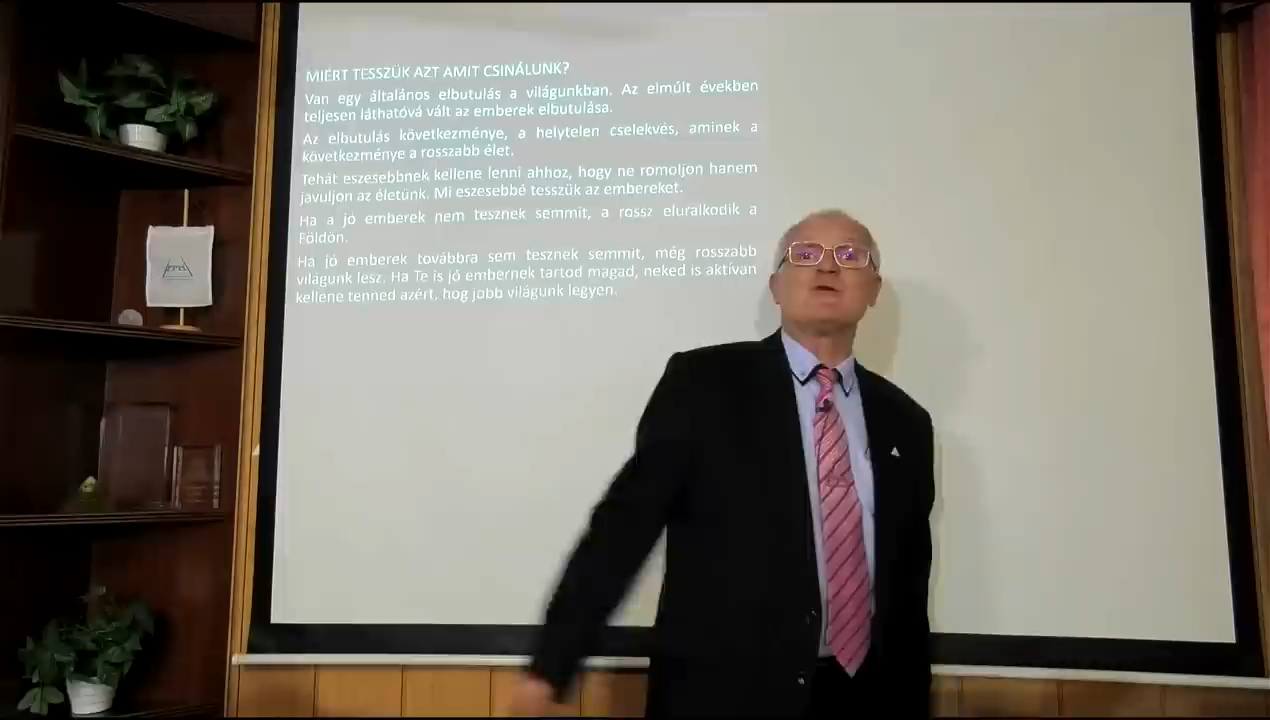 MIÉRT TESSZÜK AZT AMIT CSINÁLUNK?
Van egy általános elbutulás a világunkban. Az elmúlt években
teljesen láthatóvá vált az emberek elbutulása.
Az elbutulás következménye, a helytelen cselekvés, aminek a
következménye a rosszabb élet.
Tehát eszesebbnek kellene lenni ahhoz, hogy ne romoljon hanem
javuljon az életünk. Mi eszesebbé tesszük az embereket.
Ha a jó emberek nem tesznek semmit, a rossz eluralkodik a
Földön.
Ha jó emberek továbbra sem tesznek semmit, még rosszabb
világunk lesz. Ha Te is jó embernek tartod magad, neked is aktívan
kellene tenned azért, hog jobb világunk legyen.